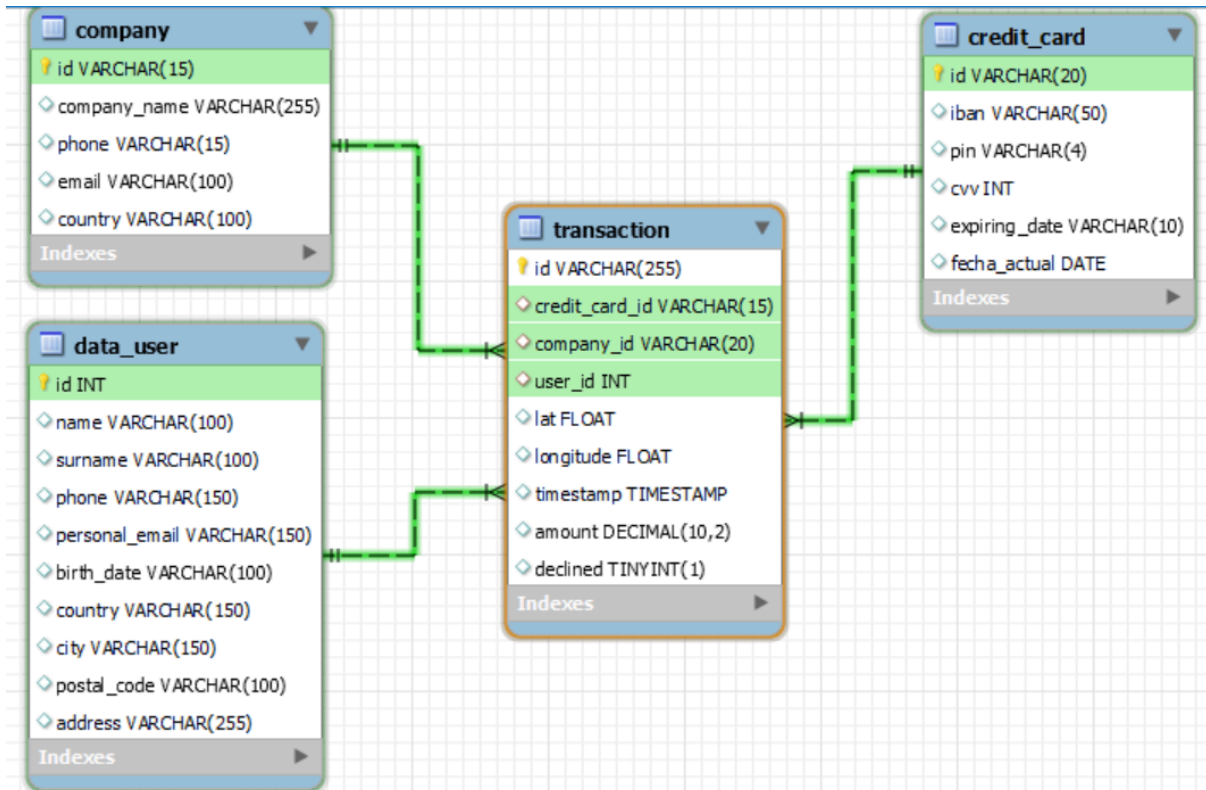 company
id VARCHAR(15)
company_name VARCHAR(255)
phone VARCHAR(15)
email VARCHAR(100)
country VARCHAR(100)
Indexes
data_user
id INT
name VARCHAR(100)
surname VARCHAR(100)
phone VARCHAR(150)
personal_email VARCHAR(150)
birth_date VARCHAR(100)
country VARCHAR(150)
city VARCHAR(150)
postal_code VARCHAR(100)
address VARCHAR(255)
Indexes
transaction
id VARCHAR(255)
credit_card_id VARCHAR(15)
company_id VARCHAR(20)
user_id INT
lat FLOAT
longitude FLOAT
timestamp TIMESTAMP
amount DECIMAL(10,2)
declined TINYINT(1)
Indexes
credit_card
id VARCHAR(20)
iban VARCHAR(50)
pin VARCHAR(4)
cvv INT
expiring_date VARCHAR(10)
fecha_actual DATE
Indexes